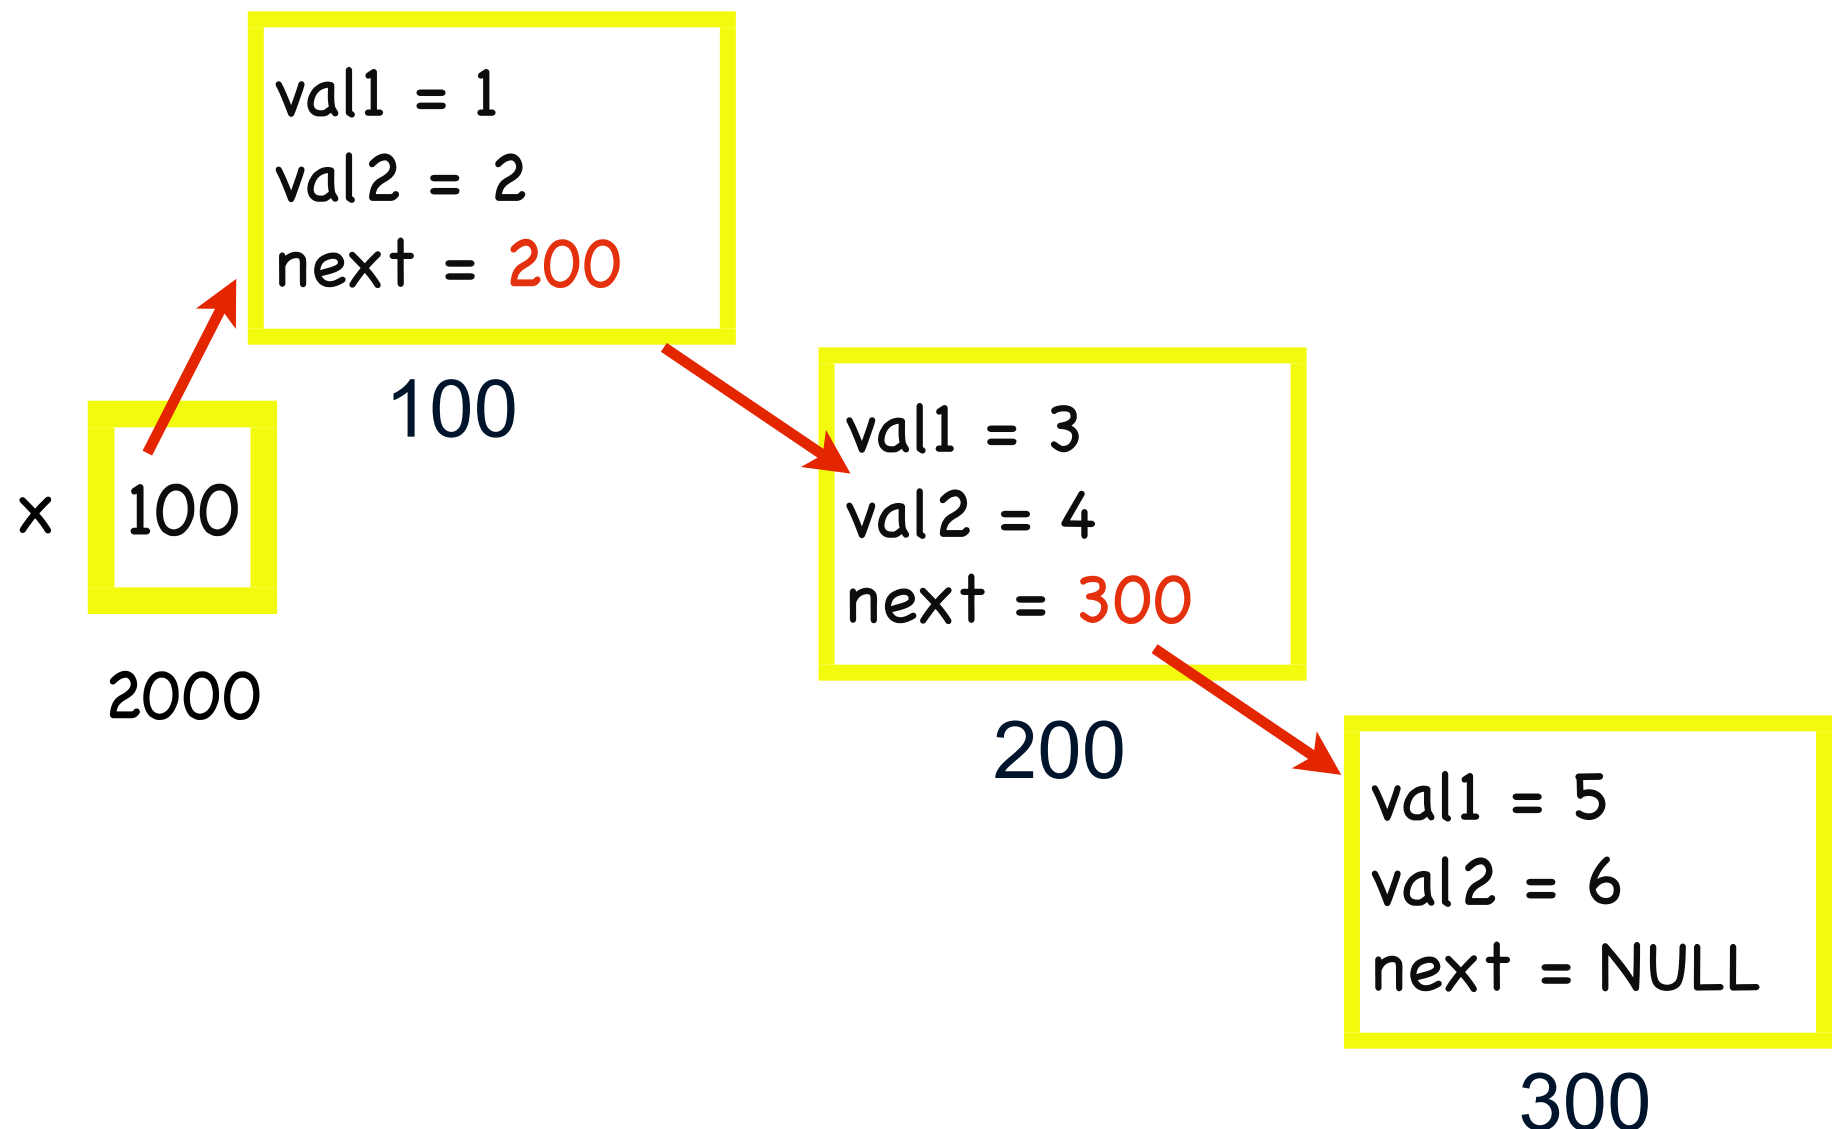 val1 = 1
val2 = 2
next = 200
100
x
100
2000
val1 = 3
val2 = 4
next = 300
200
val1 = 5
val2 = 6
next = NULL
300